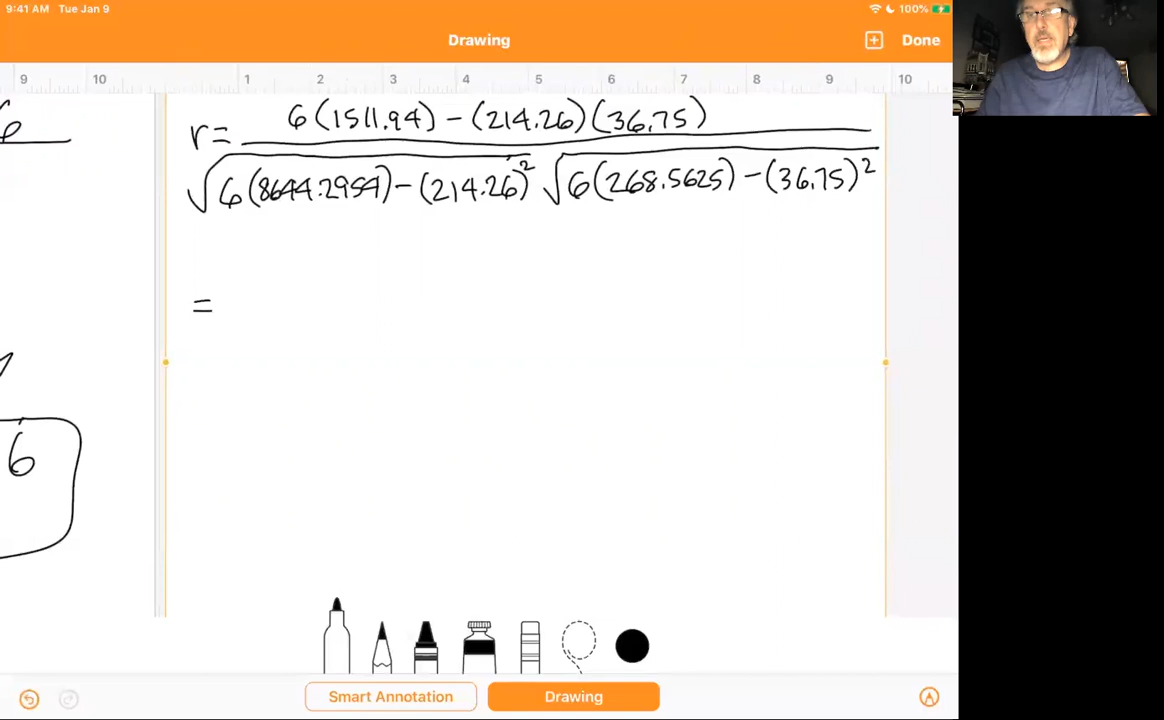 9:41 AM Tue Jan 9
100%
Drawing
Done
9 10 1 2 3 4 5 6 7 8 9 10
r = 6(1511.94) - (214.26)(36.75)
√6(8644.2954) - (214.26)² √6(268.5625) - (36.75)²
=
6
Smart Annotation
Drawing